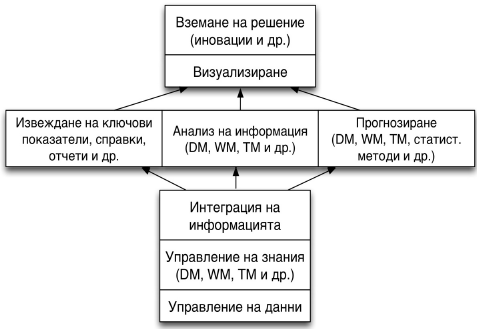 Вземане на решение
(иновации и др.)
Визуализиране
Извеждане на ключови
показатели, справки,
отчети и др.
Анализ на информация
(DM, WM, TM и др.)
Прогнозиране
(DM, WM, TM, статист.
методи и др.)
Интеграция на
информацията
Управление на знания
(DM, WM, TM и др.)
Управление на данни